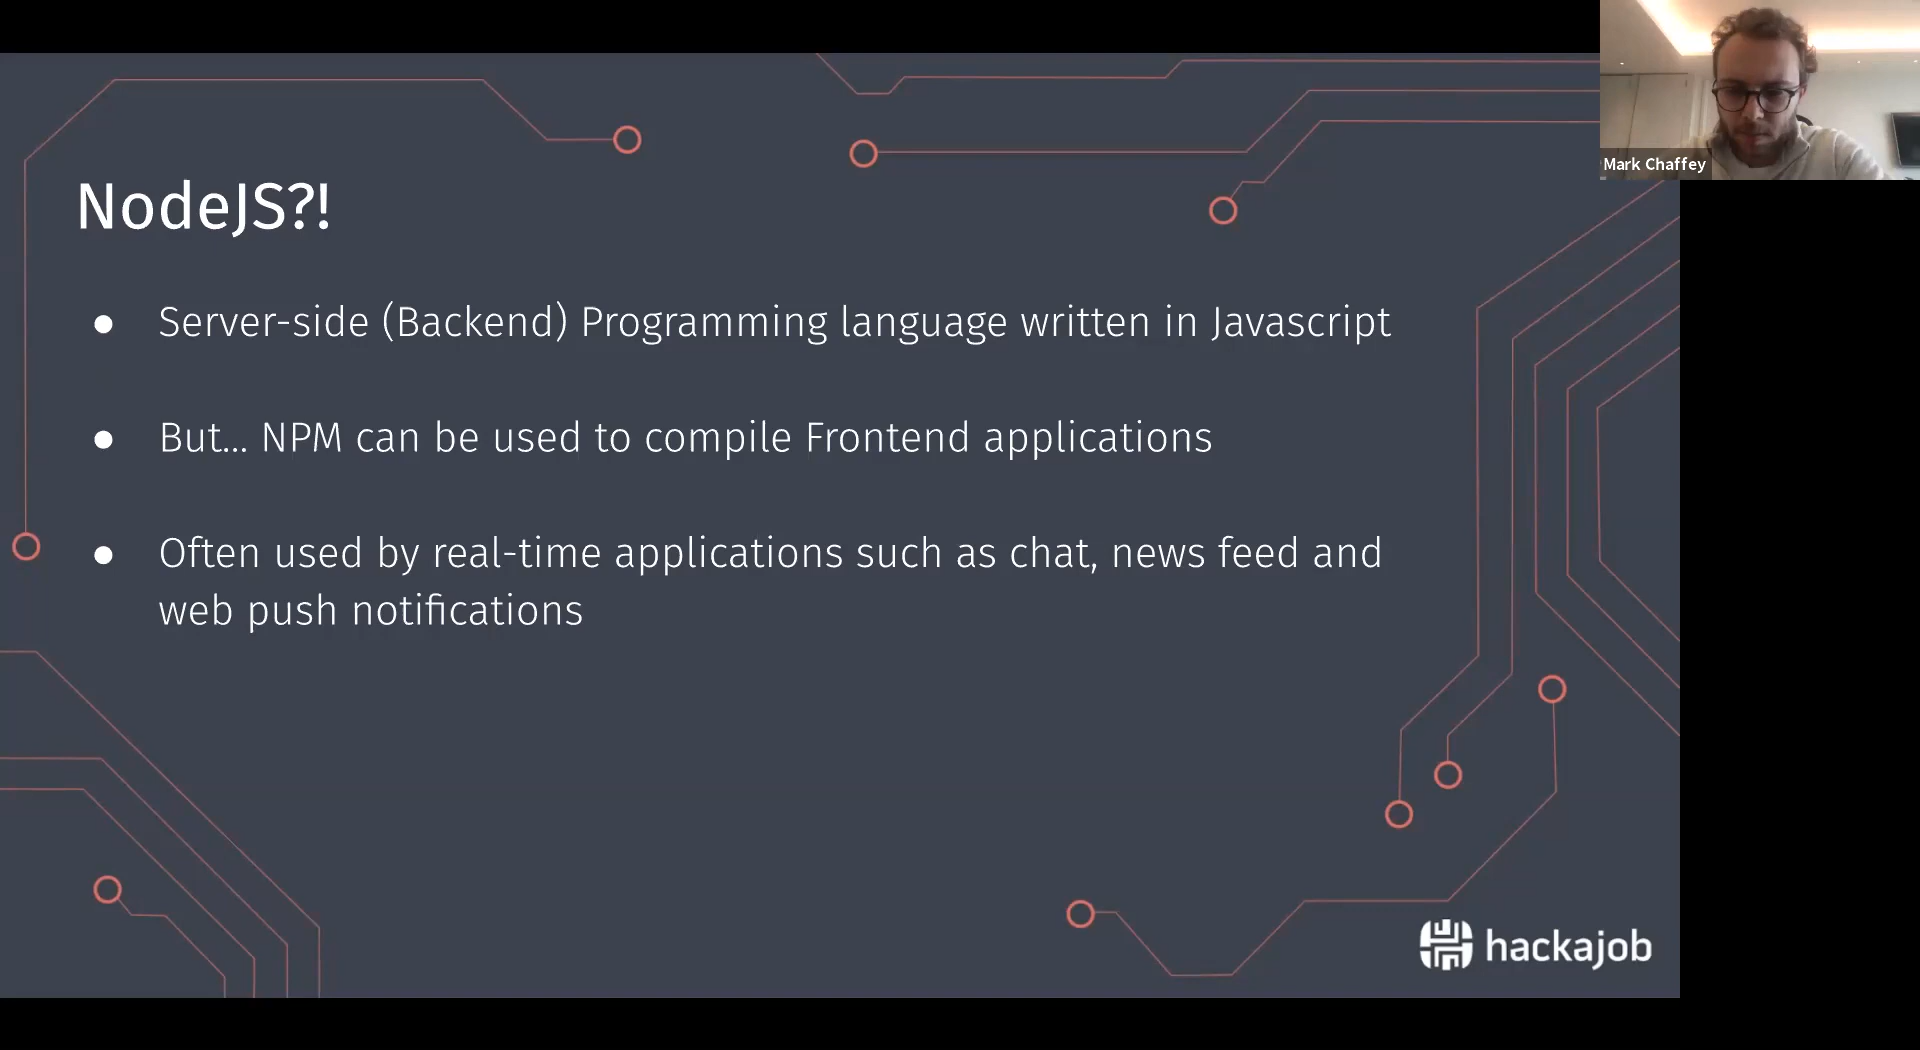 Mark Chaffey
NodeJS?!
● Server-side (Backend) Programming language written in Javascript
● But... NPM can be used to compile Frontend applications
● Often used by real-time applications such as chat, news feed and
web push notifications
hackajob